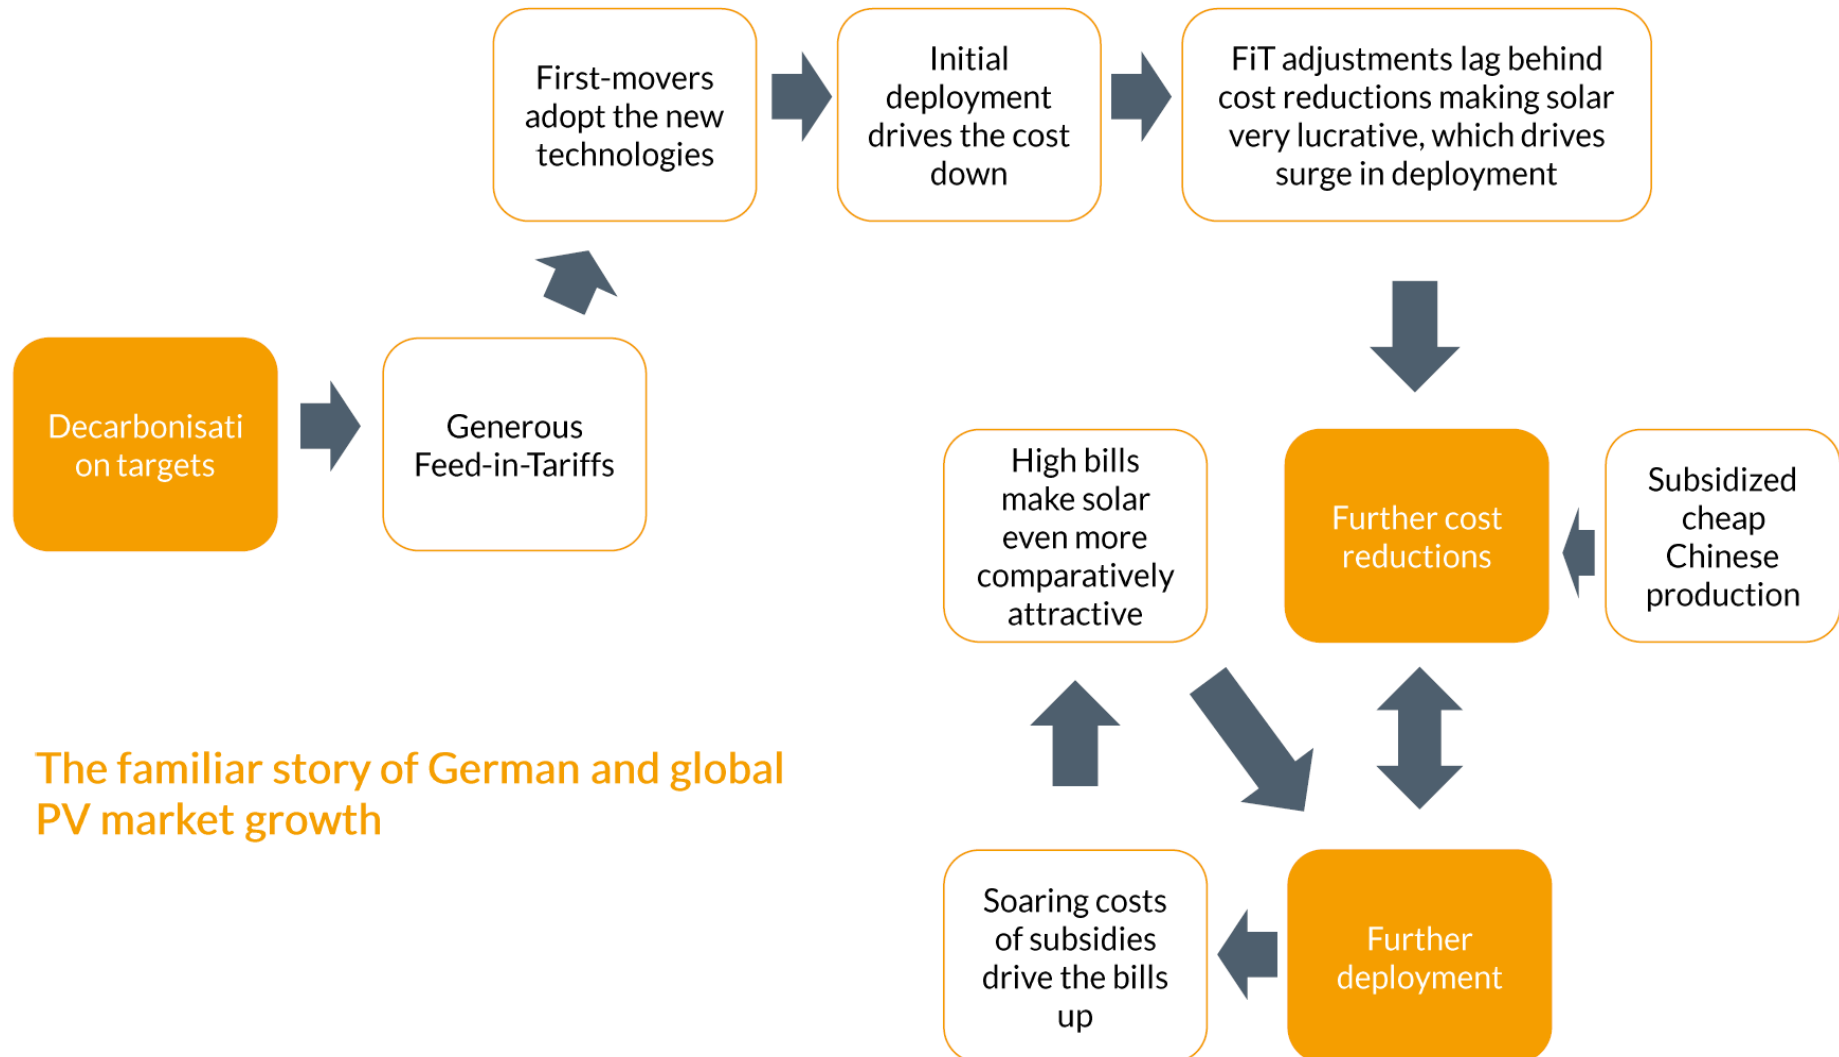 First-movers
adopt the new
technologies
Initial
deployment
drives the cost
down
FiT adjustments lag behind
cost reductions making solar
very lucrative, which drives
surge in deployment
Decarbonisati
on targets
Generous
Feed-in-Tariffs
High bills
make solar
even more
comparatively
attractive
Further cost
reductions
Subsidized
cheap
Chinese
production
The familiar story of German and global
PV market growth
Soaring costs
of subsidies
drive the bills
up
Further
deployment